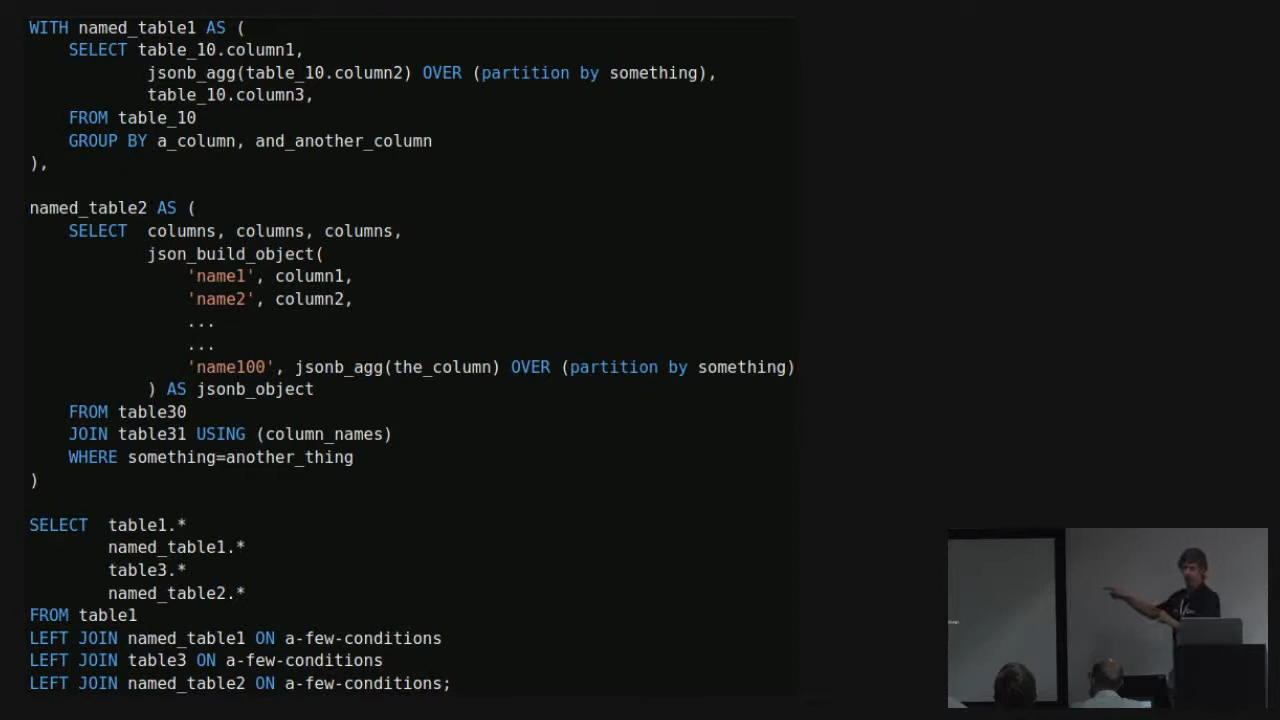 WITH named_table1 AS (
SELECT table_10.column1,
jsonb_agg(table_10.column2) OVER (partition by something),
table_10.column3,
FROM table_10
GROUP BY a_column, and_another_column
),
named_table2 AS (
SELECT columns, columns, columns,
json_build_object(
'name1', column1,
'name2', column2,
...
...
'name100', jsonb_agg(the_column) OVER (partition by something)
) AS jsonb_object
FROM table30
JOIN table31 USING (column_names)
WHERE something=another_thing
)
SELECT table1.*
named_table1.*
table3.*
named_table2.*
FROM table1
LEFT JOIN named_table1 ON a-few-conditions
LEFT JOIN table3 ON a-few-conditions
LEFT JOIN named_table2 ON a-few-conditions;